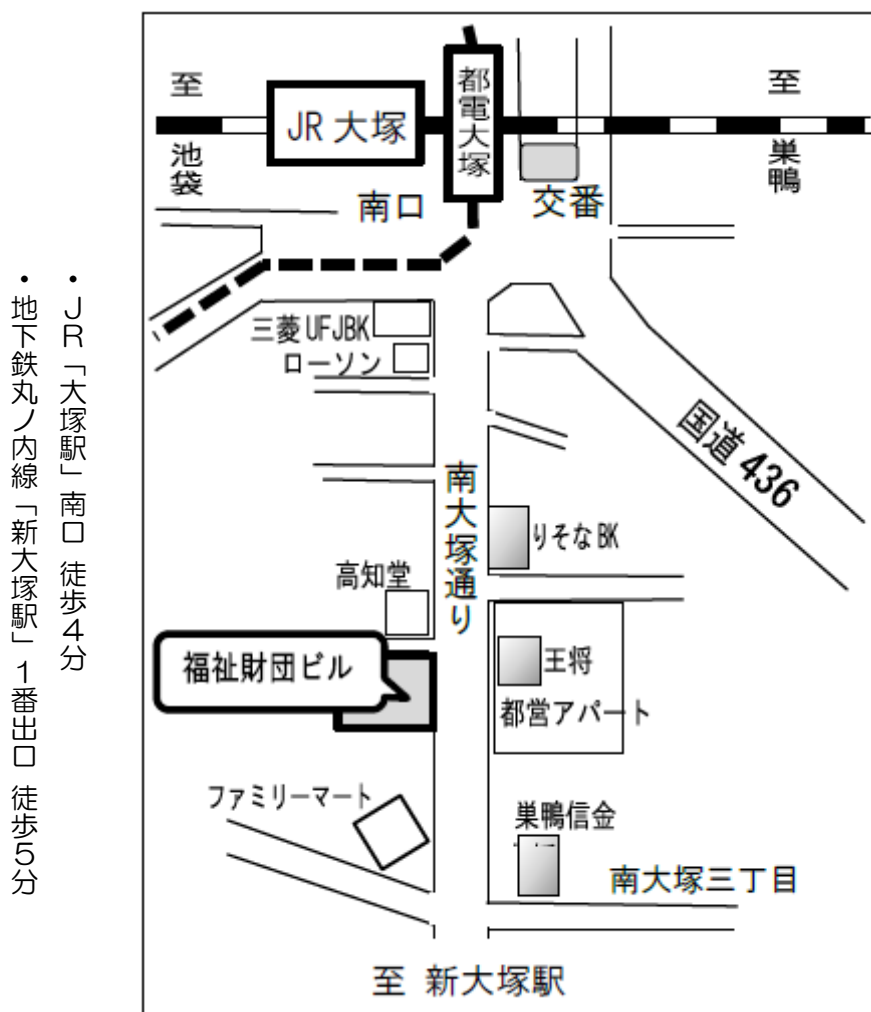 ・JR「大塚駅」南口 徒歩4分
・地下鉄丸ノ内線「新大塚駅」1番出口 徒歩5分
至
池袋
JR 大塚
都電大塚
至
巣鴨
南口
交番
三菱 UFJBK
ローソン
国道 436
南大塚通り
りそな BK
高知堂
福祉財団ビル
王将
都営アパート
ファミリーマート
巣鴨信金
南大塚三丁目
至 新大塚駅